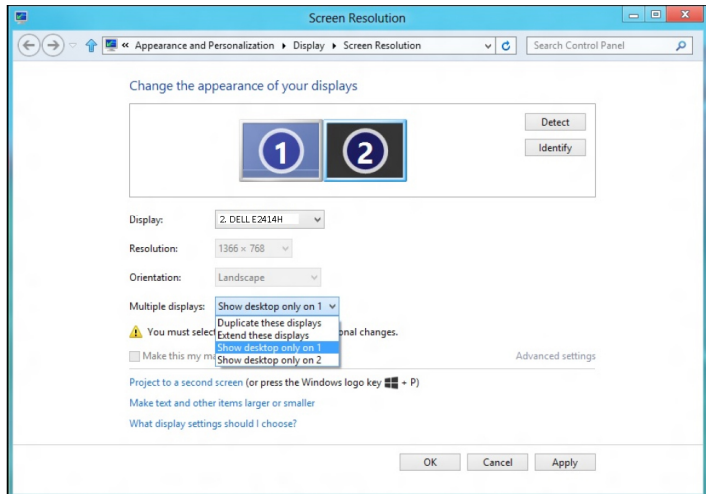 Screen Resolution
« Appearance and Personalization ▸ Display ▸ Screen Resolution
Search Control Panel
Change the appearance of your displays
1
2
Detect
Identify
Display:
2. DELL E2414H
Resolution:
1366 × 768
Orientation:
Landscape
Multiple displays:
Show desktop only on 1
Duplicate these displays
Extend these displays
Show desktop only on 1
Show desktop only on 2
You must
onal changes.
Make this my
Advanced settings
Project to a second screen (or press the Windows logo key + P)
Make text and other items larger or smaller
What display settings should I choose?
OK
Cancel
Apply